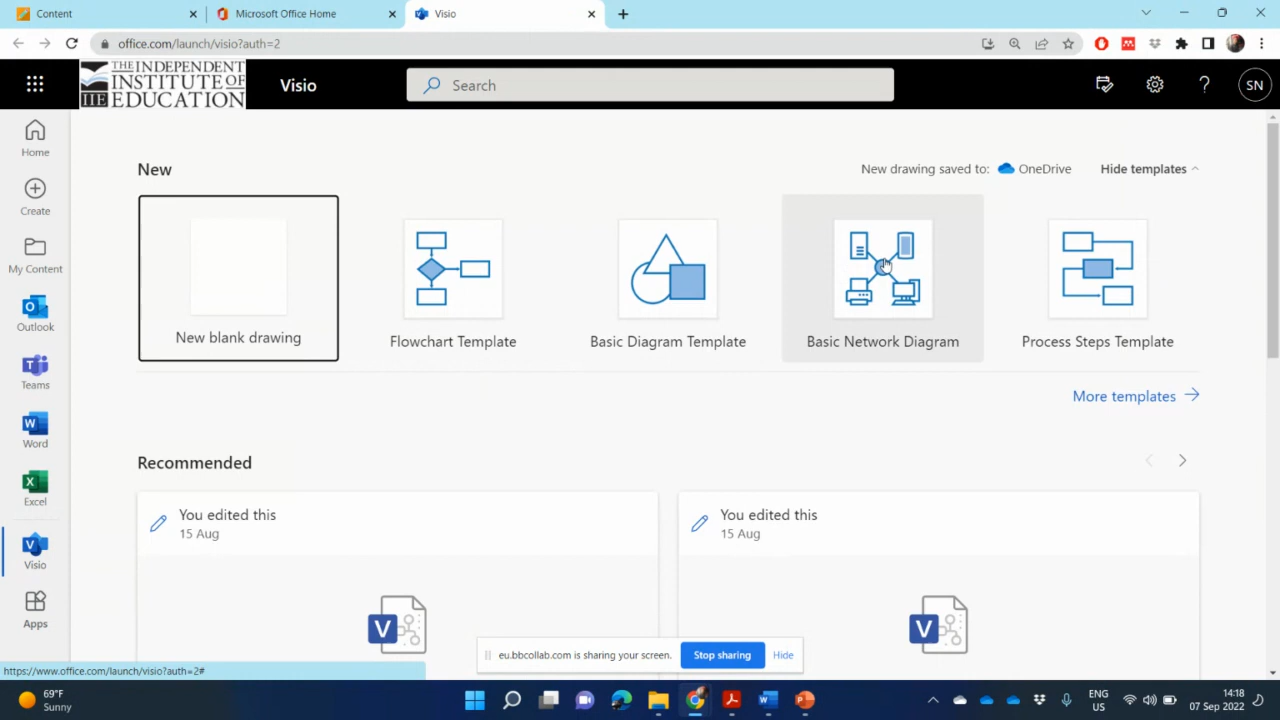 Content
Microsoft Office Home
Visio
office.com/launch/visio?auth=2
THE INDEPENDENT
INSTITUTE OF
IIE EDUCATION
Visio
Search
SN
Home
Create
My Content
Outlook
Teams
Word
Excel
Visio
Apps
New
New drawing saved to: OneDrive
Hide templates
New blank drawing
Flowchart Template
Basic Diagram Template
Basic Network Diagram
Process Steps Template
More templates
Recommended
You edited this
15 Aug
You edited this
15 Aug
V
V
eu.bbcollab.com is sharing your screen.
Stop sharing
Hide
https://www.office.com/launch/visio?auth=2#
69°F
Sunny
ENG
US
14:18
07 Sep 2022